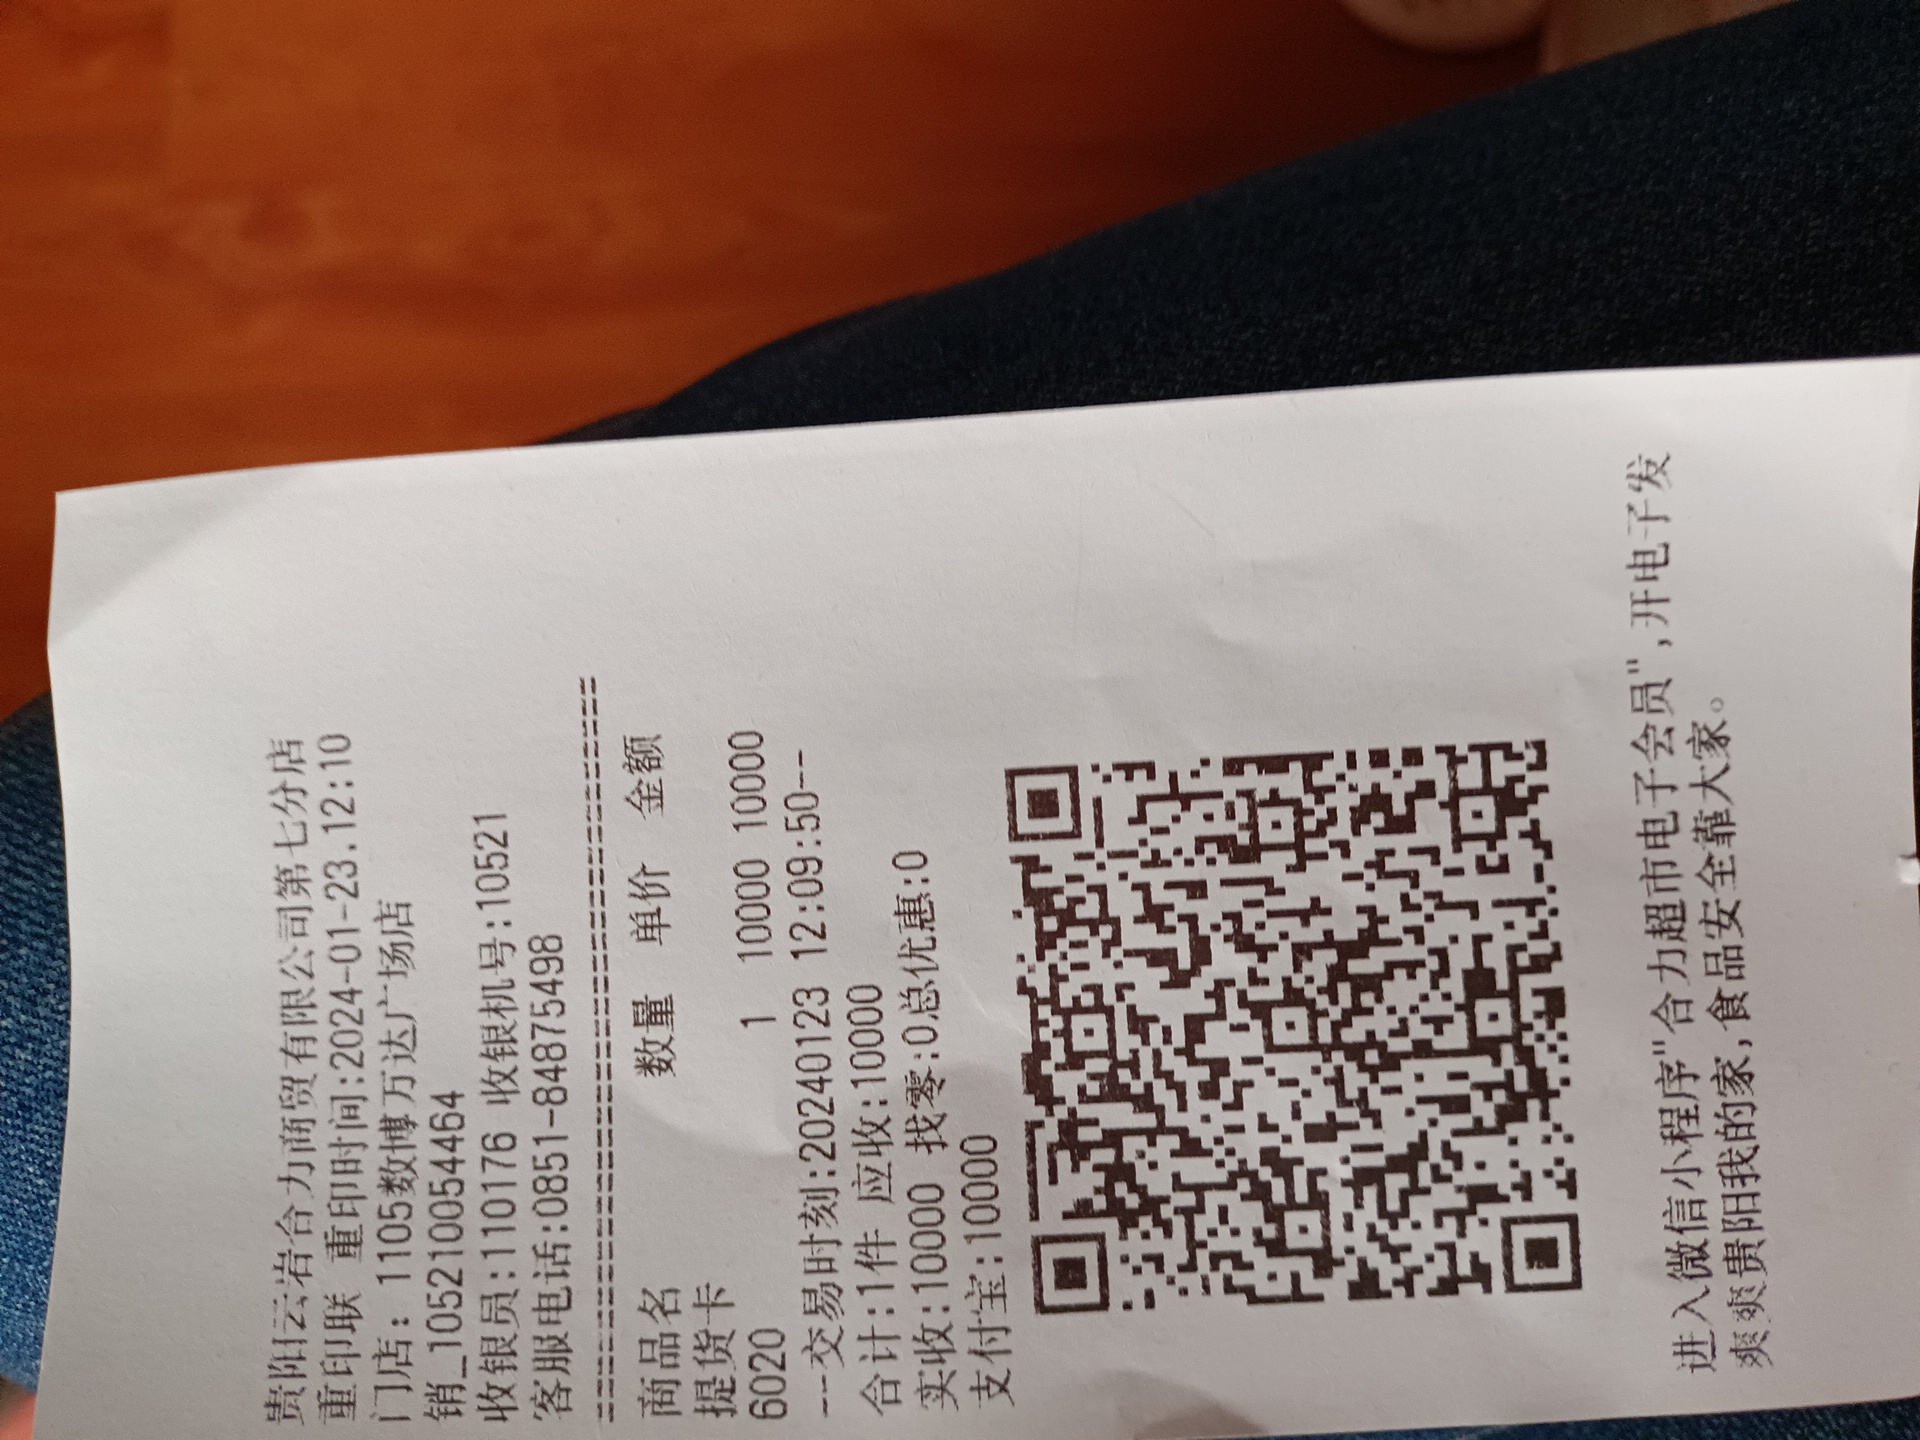 贵阳云岩合力商贸有限公司第七分店
重印联 重印时间:2024-01-23.12:10
门店: 1105数博万达广场店
销_105210054464
收银员:110176 收银机号:10521
客服电话:0851-84875498
商品名 数量 单价 金额
提货卡
6020 1 10000 10000
--交易时刻:20240123 12:09:50--
合计:1件 应收:10000
实收:10000 找零:0总优惠:0
支付宝:10000
进入微信小程序"合力超市电子会员",开电子发
爽爽贵阳我的家,食品安全靠大家。